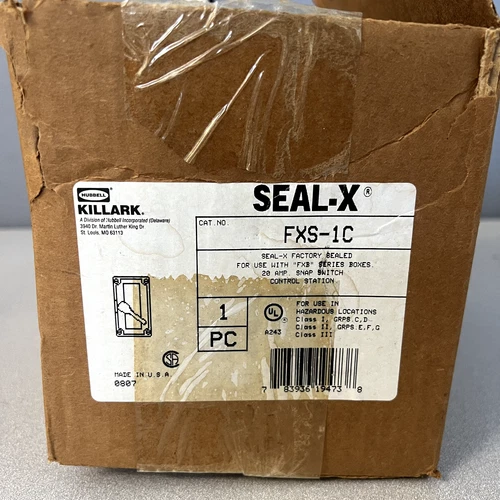 HUBBELL
KILLARK®
A Division of Hubbell Incorporated (Delaware)
3940 Dr. Martin Luther King Dr
St. Louis, MO 63113
SEAL-X®
CAT.NO.
FXS-1C
SEAL-X FACTORY SEALED
FOR USE WITH "FXB" SERIES BOXES.
20 AMP. SNAP SWITCH
CONTROL STATION
1
PC
UL®
A243
FOR USE IN
HAZARDOUS LOCATIONS
Class I, GRPS.C,D
Class II, GRPS.E,F,G
Class III
SA
MADE IN U.S.A.
0807
7 83936 19473 8